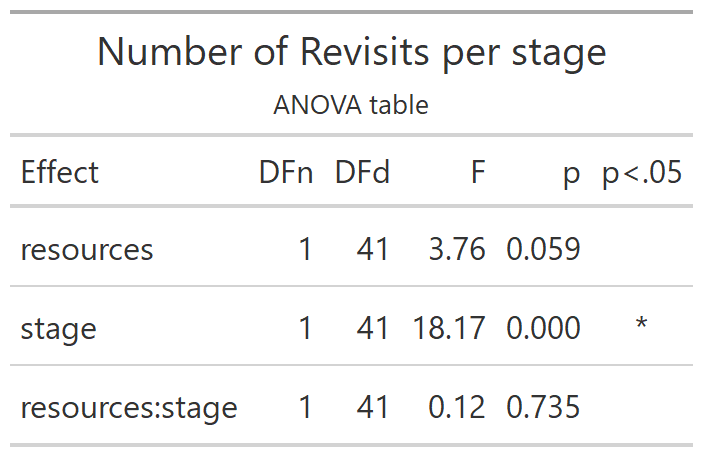 Number of Revisits per stage
ANOVA table
Effect DFn DFd F p p<.05
resources 1 41 3.76 0.059
stage 1 41 18.17 0.000 *
resources:stage 1 41 0.12 0.735